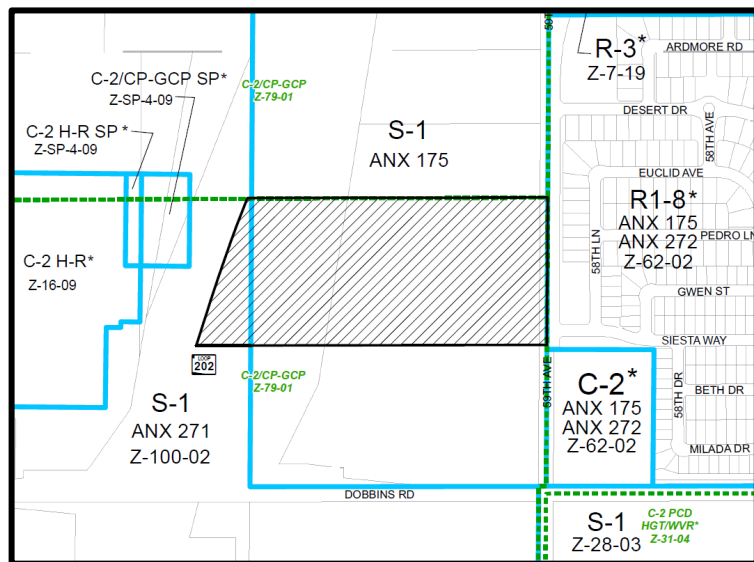 C-2/CP-GCP SP*
Z-SP-4-09
C-2 H-R SP *
Z-SP-4-09
C-2/CP-GCP
Z-79-01
S-1
ANX 175
59TH
R-3*
Z-7-19
ARDMORE RD
DESERT DR
58TH AVE
EUCLID AVE
R1-8*
ANX 175
ANX 272
Z-62-02
PEDRO LN
58TH LN
GWEN ST
SIESTA WAY
C-2 H-R*
Z-16-09
LOOP
202
C-2/CP-GCP
Z-79-01
S-1
ANX 271
Z-100-02
59TH AVE
C-2*
ANX 175
ANX 272
Z-62-02
58TH DR
BETH DR
MILADA DR
DOBBINS RD
S-1
Z-28-03
C-2 PCD
HGT/WVR*
Z-31-04